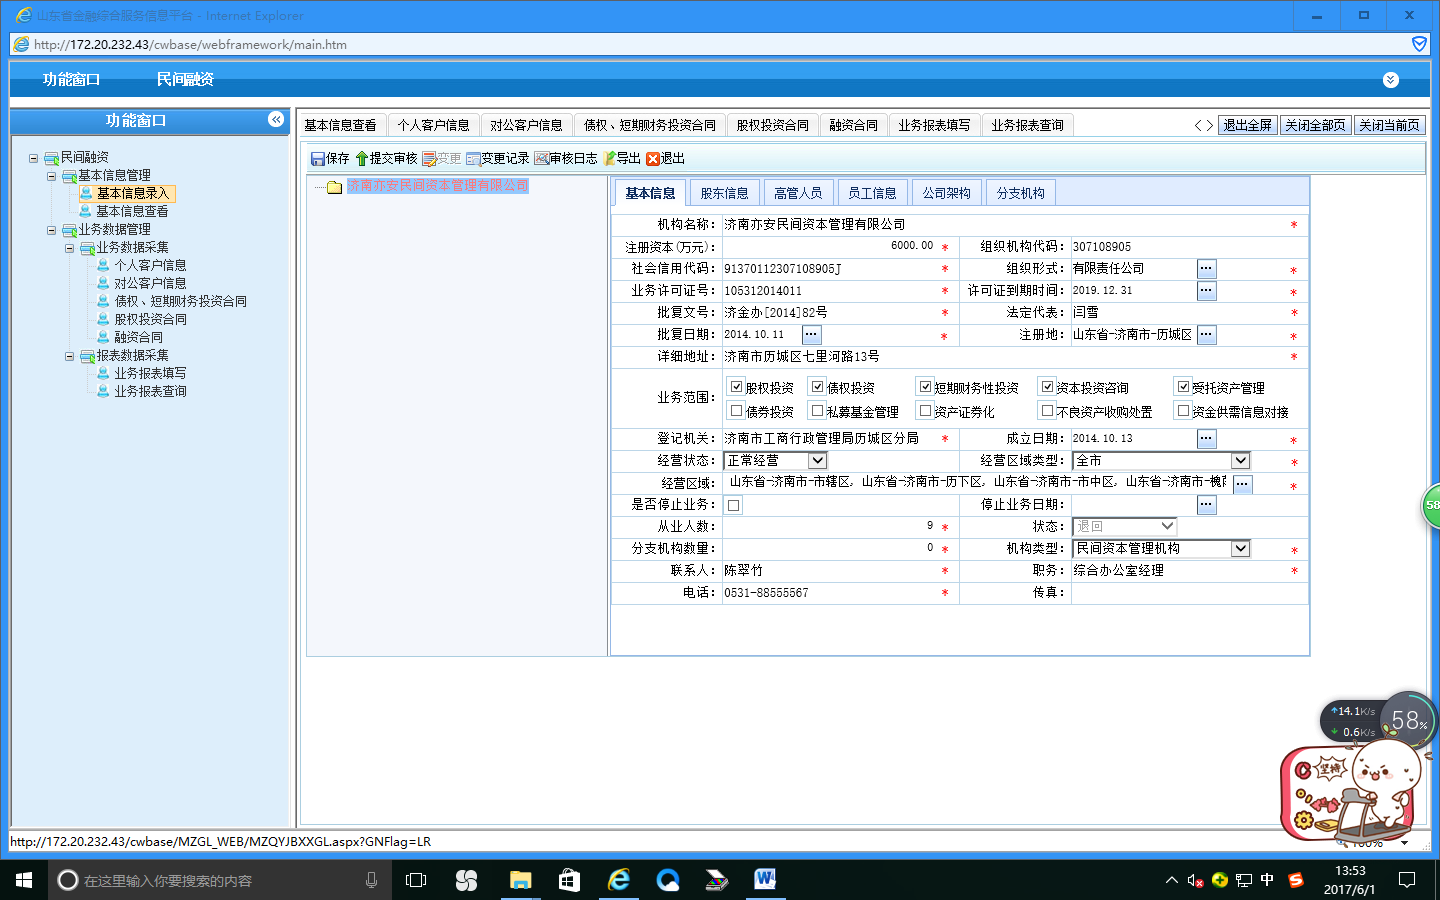 山东省金融综合服务信息平台 - Internet Explorer
http://172.20.232.43/cwbase/webframework/main.htm
功能窗口 民间融资
功能窗口
民间融资
基本信息管理
基本信息录入
基本信息查看
业务数据管理
业务数据采集
个人客户信息
对公客户信息
债权、短期财务投资合同
股权投资合同
融资合同
报表数据采集
业务报表填写
业务报表查询
基本信息查看 个人客户信息 对公客户信息 债权、短期财务投资合同 股权投资合同 融资合同 业务报表填写 业务报表查询 退出全屏 关闭全部页 关闭当前页
保存 提交审核 变更 变更记录 审核日志 导出 退出
济南亦安民间资本管理有限公司
基本信息 股东信息 高管人员 员工信息 公司架构 分支机构
机构名称: 济南亦安民间资本管理有限公司 *
注册资本(万元): 6000.00 * 组织机构代码: 307108905
社会信用代码: 91370112307108905J * 组织形式: 有限责任公司 ... *
业务许可证号: 105312014011 * 许可证到期时间: 2019.12.31 ... *
批复文号: 济金办[2014]82号 * 法定代表: 闫雪 *
批复日期: 2014.10.11 ... * 注册地: 山东省-济南市-历城区 ... *
详细地址: 济南市历城区七里河路13号 *
业务范围: 股权投资 债权投资 短期财务性投资 资本投资咨询 受托资产管理
债券投资 私募基金管理 资产证券化 不良资产收购处置 资金供需信息对接
登记机关: 济南市工商行政管理局历城区分局 * 成立日期: 2014.10.13 ... *
经营状态: 正常经营 经营区域类型: 全市 *
经营区域: 山东省-济南市-市辖区, 山东省-济南市-历下区, 山东省-济南市-市中区, 山东省-济南市-槐 ... *
是否停止业务: 停止业务日期: ...
从业人数: 9 * 状态: 退回
分支机构数量: 0 * 机构类型: 民间资本管理机构 *
联系人: 陈翠竹 * 职务: 综合办公室经理 *
电话: 0531-88555567 * 传真:
58
14.1K/s
0.6K/s
58%
坚持
http://172.20.232.43/cwbase/MZGL_WEB/MZQYJBXXGL.aspx?GNFlag=LR
100%
在这里输入你要搜索的内容
中
13:53
2017/6/1